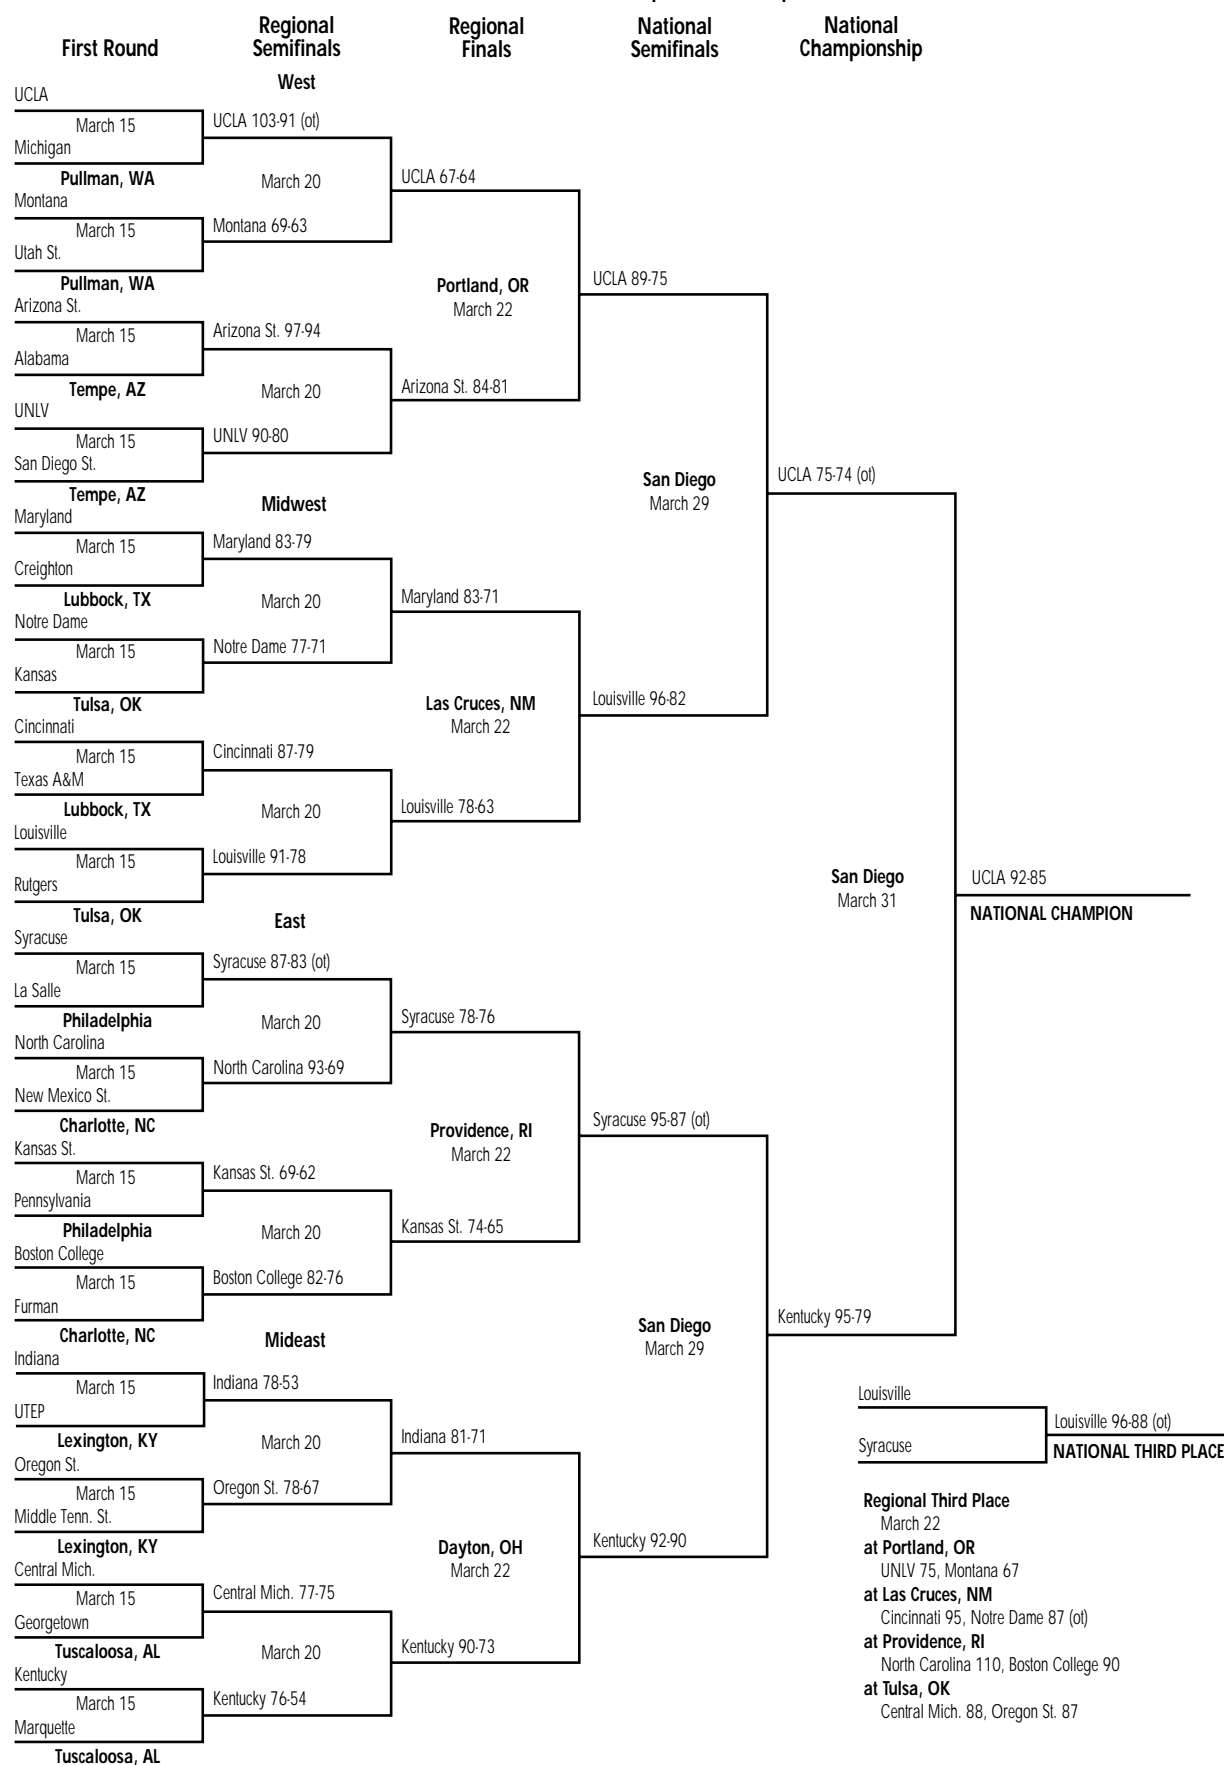 First Round
Regional
Semifinals
Regional
Finals
National
Semifinals
National
Championship
West
UCLA
March 15
Michigan
Pullman, WA
Montana
March 15
Utah St.
Pullman, WA
Arizona St.
March 15
Alabama
Tempe, AZ
UNLV
March 15
San Diego St.
Tempe, AZ
UCLA 103-91 (ot)
March 20
Montana 69-63
Arizona St. 97-94
March 20
UNLV 90-80
UCLA 67-64
Portland, OR
March 22
Arizona St. 84-81
UCLA 89-75
Midwest
Maryland
March 15
Creighton
Lubbock, TX
Notre Dame
March 15
Kansas
Tulsa, OK
Cincinnati
March 15
Texas A&M
Lubbock, TX
Louisville
March 15
Rutgers
Tulsa, OK
Maryland 83-79
March 20
Notre Dame 77-71
Cincinnati 87-79
March 20
Louisville 91-78
Maryland 83-71
Las Cruces, NM
March 22
Louisville 78-63
Louisville 96-82
San Diego
March 29
UCLA 75-74 (ot)
East
Syracuse
March 15
La Salle
Philadelphia
North Carolina
March 15
New Mexico St.
Charlotte, NC
Kansas St.
March 15
Pennsylvania
Philadelphia
Boston College
March 15
Furman
Charlotte, NC
Syracuse 87-83 (ot)
March 20
North Carolina 93-69
Kansas St. 69-62
March 20
Boston College 82-76
Syracuse 78-76
Providence, RI
March 22
Kansas St. 74-65
Syracuse 95-87 (ot)
Mideast
Indiana
March 15
UTEP
Lexington, KY
Oregon St.
March 15
Middle Tenn. St.
Lexington, KY
Central Mich.
March 15
Georgetown
Tuscaloosa, AL
Kentucky
March 15
Marquette
Tuscaloosa, AL
Indiana 78-53
March 20
Oregon St. 78-67
Central Mich. 77-75
March 20
Kentucky 76-54
Indiana 81-71
Dayton, OH
March 22
Kentucky 90-73
Kentucky 92-90
San Diego
March 29
Kentucky 95-79
San Diego
March 31
UCLA 92-85
NATIONAL CHAMPION
Louisville
Syracuse
Louisville 96-88 (ot)
NATIONAL THIRD PLACE
Regional Third Place
March 22
at Portland, OR
UNLV 75, Montana 67
at Las Cruces, NM
Cincinnati 95, Notre Dame 87 (ot)
at Providence, RI
North Carolina 110, Boston College 90
at Tulsa, OK
Central Mich. 88, Oregon St. 87